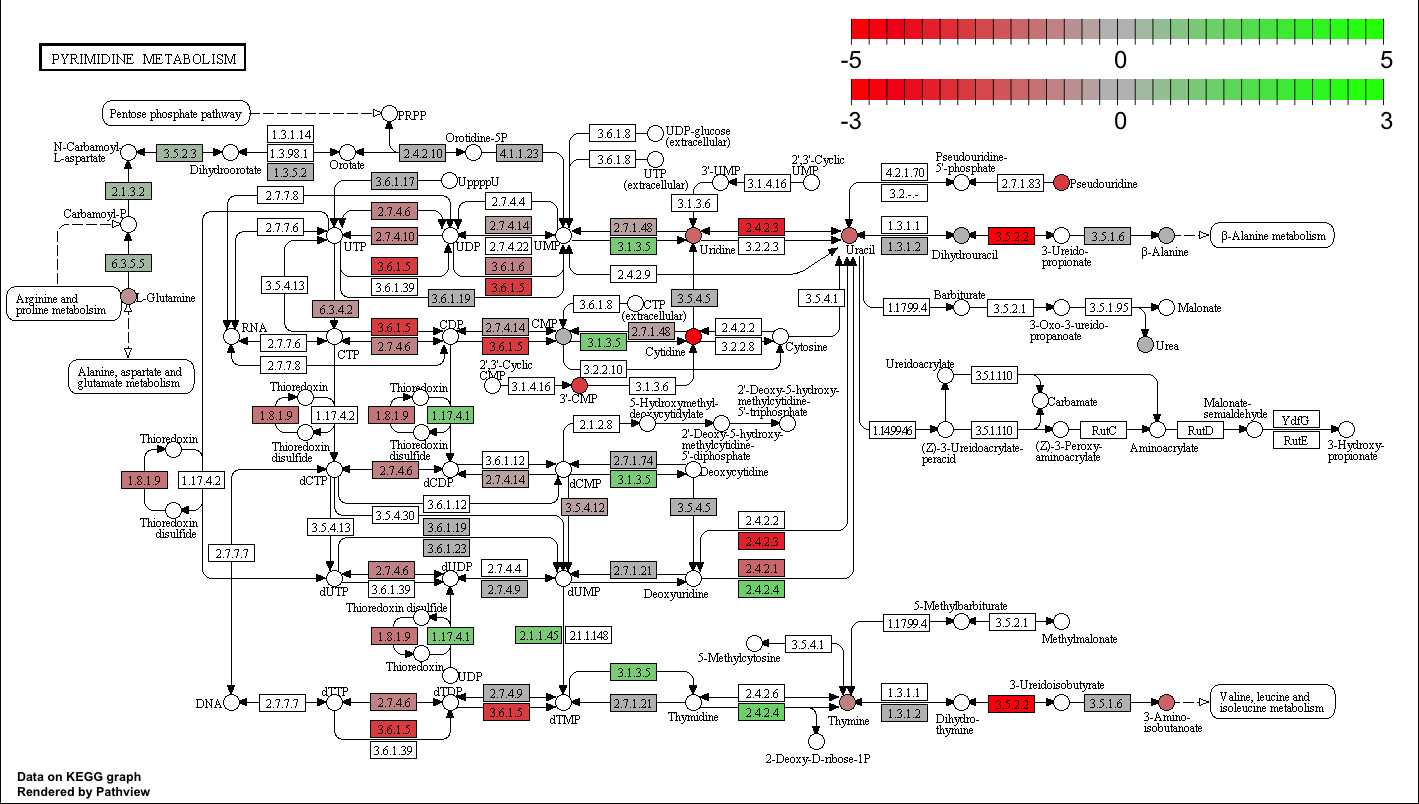 PYRIMIDINE METABOLISM
-5 0 5
-3 0 3
Pentose phosphate pathway
PRPP
1.3.1.14
N-Carbamoyl-
L-aspartate
3.5.2.3
Dihydroorotate
1.3.98.1
1.3.5.2
Orotate
2.4.2.10
Orotidine-5P
4.1.1.23
3.6.1.8
UDP-glucose
(extracellular)
3.6.1.8
UTP
(extracellular)
3'-UMP
3.1.4.16
2',3'-Cyclic
UMP
3.1.3.6
4.2.1.70
3.2.-.-
Pseudouridine-
5'-phosphate
2.7.1.83
Pseudouridine
2.1.3.2
Carbamoyl-P
6.3.5.5
L-Glutamine
Arginine and
proline metabolsim
Alanine, aspartate and
glutamate metabolism
3.6.1.17
UppppU
2.7.7.8
2.7.7.6
UTP
2.7.4.6
2.7.4.10
UDP
2.7.4.4
2.7.4.14
2.7.4.22
UMP
2.7.1.48
3.1.3.5
Uridine
2.4.2.3
3.2.2.3
Uracil
1.3.1.1
1.3.1.2
Dihydrouracil
3.5.2.2
3-Ureido-
propionate
3.5.1.6
β-Alanine
β-Alanine metabolism
3.6.1.5
3.6.1.39
3.6.1.6
3.6.1.5
2.4.2.9
3.5.4.13
3.6.1.19
6.3.4.2
3.5.4.5
3.5.4.1
3.6.1.8
CTP
(extracellular)
RNA
2.7.7.6
2.7.7.8
CTP
3.6.1.5
2.7.4.6
CDP
2.7.4.14
3.6.1.5
CMP
3.1.3.5
2.7.1.48
Cytidine
2.4.2.2
3.2.2.8
Cytosine
3.2.2.10
2',3'-Cyclic
CMP
3.1.4.16
3'-CMP
3.1.3.6
1.1.99.4
Barbiturate
3.5.2.1
3-Oxo-3-ureido-
propanoate
3.5.1.95
Malonate
Urea
Ureidoacrylate
3.5.1.110
Carbamate
1.14.99.46
(Z)-3-Ureidoacrylate-
peracid
3.5.1.110
(Z)-3-Peroxy-
aminoacrylate
RutC
Aminoacrylate
RutD
Malonate-
semialdehyde
YdfG
RutE
3-Hydroxy-
propionate
Thioredoxin
1.8.1.9
1.17.4.2
Thioredoxin
disulfide
Thioredoxin
1.8.1.9
1.17.4.1
Thioredoxin
disulfide
Thioredoxin
1.8.1.9
1.17.4.2
Thioredoxin
disulfide
5-Hydroxymethyl-
deoxycytidylate
2.1.2.8
2'-Deoxy-5-hydroxy-
methylcytidine-
5'-triphosphate
2'-Deoxy-5-hydroxy-
methylcytidine-
5'-diphosphate
dCTP
2.7.4.6
dCDP
3.6.1.12
2.7.4.14
dCMP
2.7.1.74
3.1.3.5
Deoxycytidine
3.6.1.12
3.5.4.30
3.5.4.12
3.5.4.5
3.5.4.13
3.6.1.19
3.6.1.23
2.4.2.2
2.4.2.3
2.7.7.7
dUTP
2.7.4.6
3.6.1.39
dUDP
2.7.4.4
2.7.4.9
dUMP
2.7.1.21
Deoxyuridine
2.4.2.1
2.4.2.4
Thioredoxin disulfide
1.8.1.9
1.17.4.1
Thioredoxin
UDP
2.1.1.45
2.1.1.148
5-Methylcytosine
3.5.4.1
1.1.99.4
5-Methylbarbiturate
3.5.2.1
Methylmalonate
DNA
2.7.7.7
dTTP
2.7.4.6
3.6.1.5
3.6.1.39
dTDP
2.7.4.9
3.6.1.5
dTMP
3.1.3.5
2.7.1.21
Thymidine
2.4.2.6
2.4.2.4
Thymine
2-Deoxy-D-ribose-1P
1.3.1.1
1.3.1.2
Dihydro-
thymine
3.5.2.2
3-Ureidoisobutyrate
3.5.1.6
3-Amino-
isobutanoate
Valine, leucine and
isoleucine metabolism
Data on KEGG graph
Rendered by Pathview